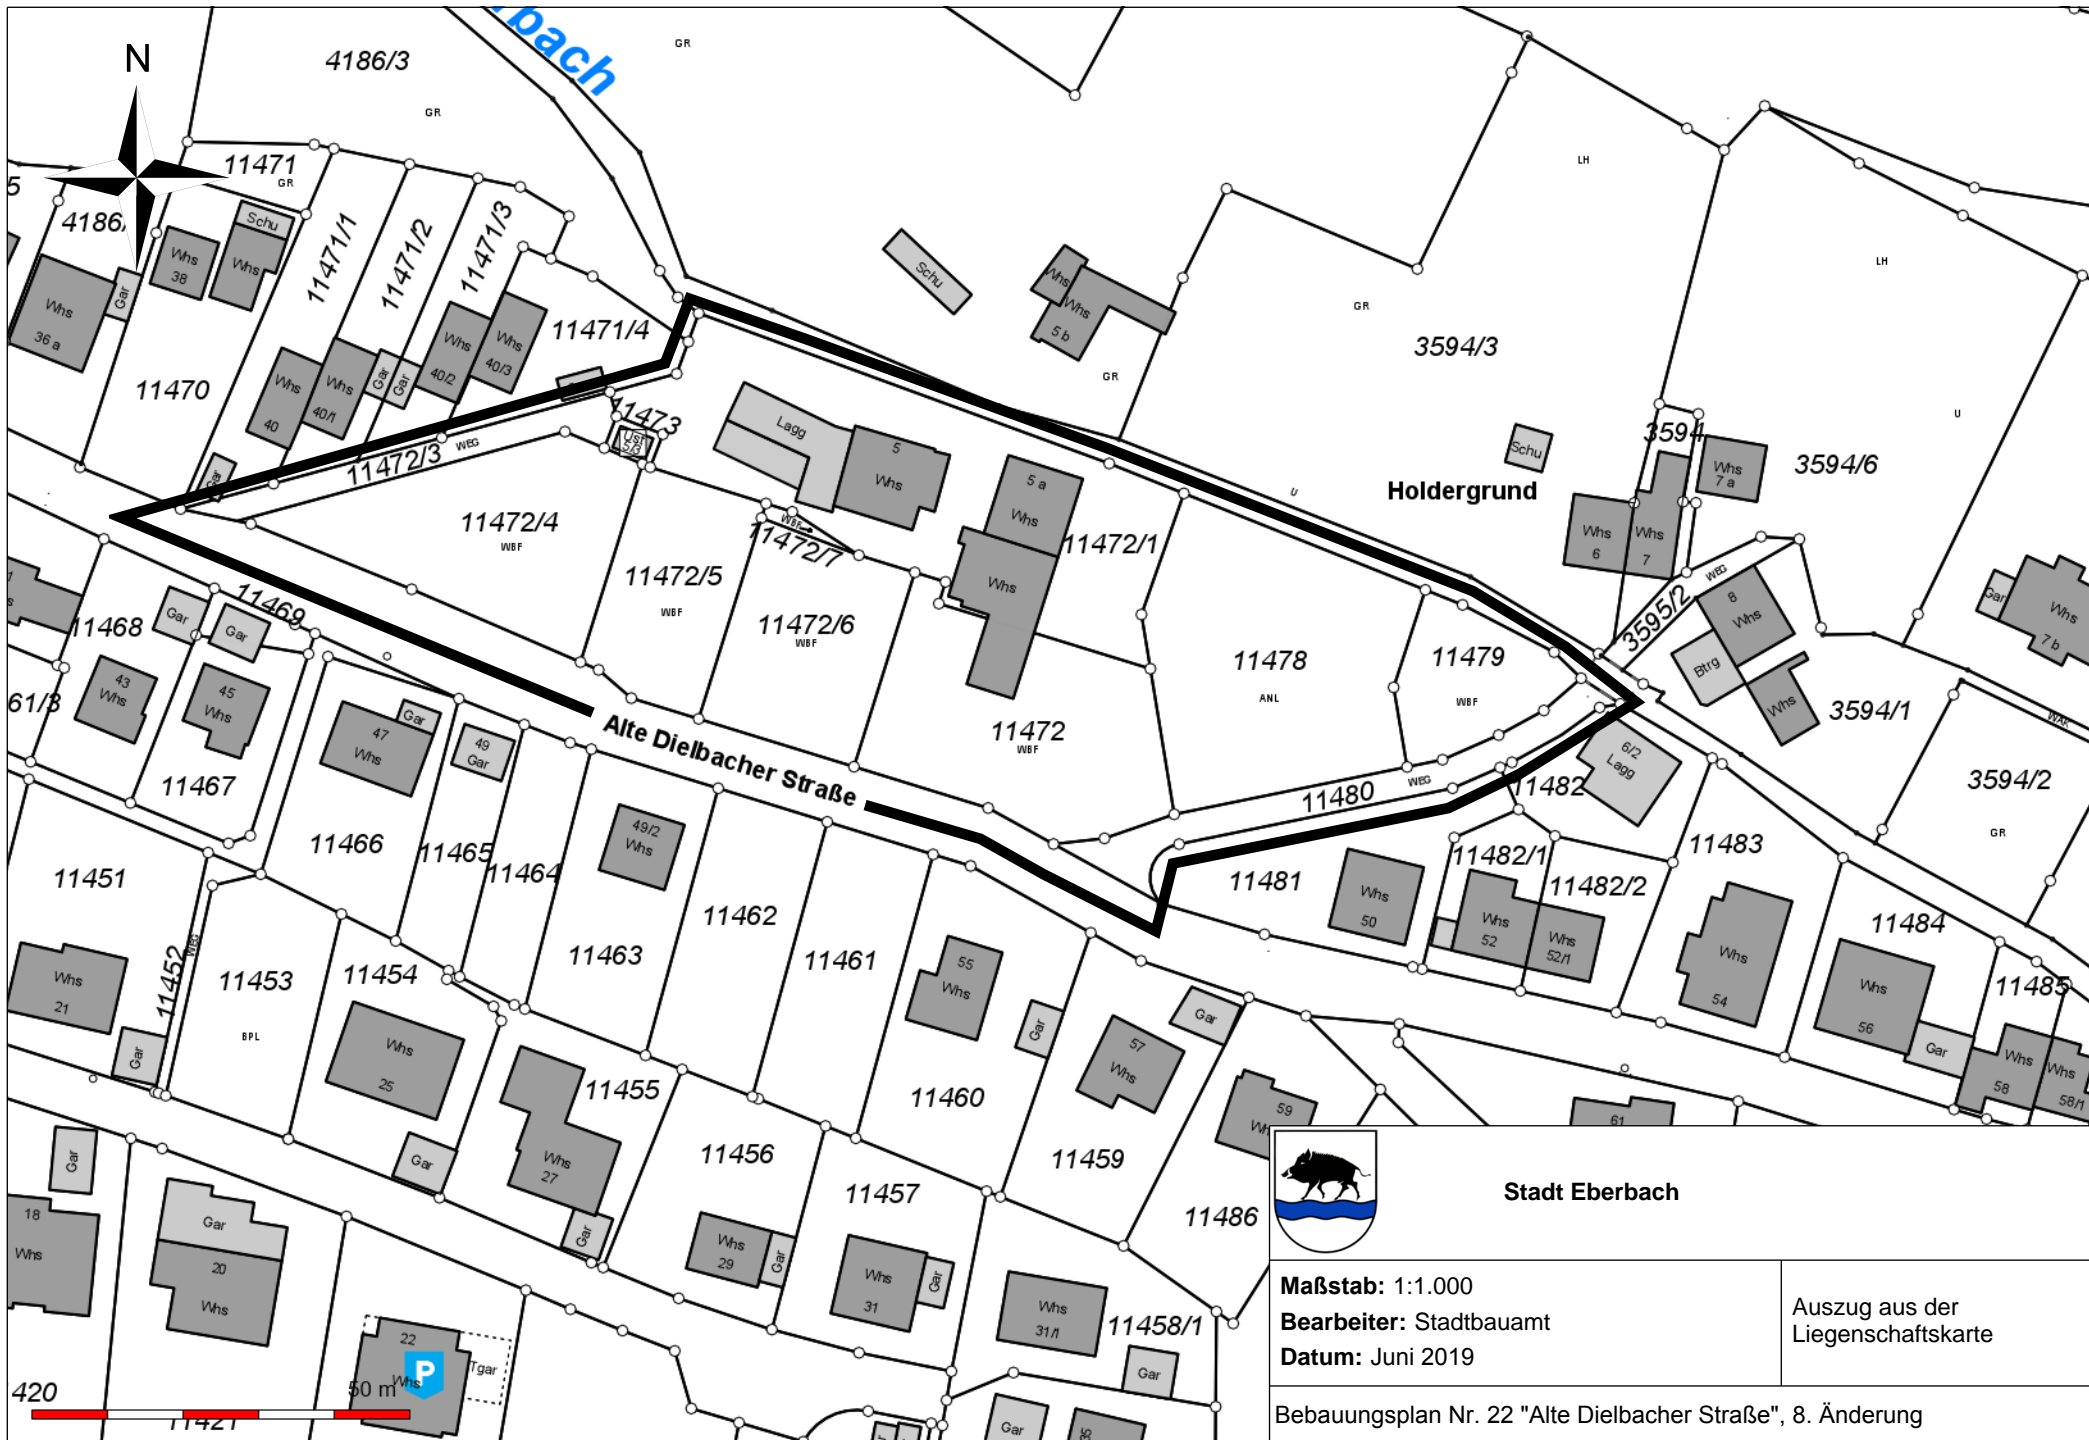 bach
GR
N
4186/3
GR
LH
11471
GR
5
4186/
Schu
11471/1
11471/2
11471/3
Whs
38
Whs
LH
Gar
Schu
Whs
Whs
5 b
GR
Whs
36 a
11471/4
Whs
40/2
Whs
40/3
3594/3
GR
11470
Gar
Gar
Whs
40
Whs
40/1
11473
U
Lagg
5
Whs
3594
Schu
Whs
7 a
3594/6
WEG
11472/3
Gar
5 a
Whs
U
Holdergrund
11472/4
WBF
WBF
11472/7
11472/1
Whs
6
Whs
7
WEG
11472/5
WBF
Whs
3595/2
8
Whs
Gar
Whs
7 b
11468
Gar
11469
Gar
11472/6
WBF
11478
ANL
11479
WBF
Btrg
Whs
3594/1
WAK
61/3
43
Whs
45
Whs
47
Whs
Gar
49
Gar
Alte Dielbacher Straße
11472
WBF
6/2
Lagg
3594/2
GR
11467
11480
WEG
11482
11466
11465
11464
49/2
Whs
11483
11482/1
11482/2
11451
11481
Whs
50
11462
Whs
52
Whs
52/1
11484
11452
WEG
11453
BPL
11454
11463
11461
55
Whs
Whs
54
Whs
56
11485
Whs
21
Gar
Gar
Gar
Whs
25
57
Whs
Gar
Whs
58
Whs
58/1
11455
11460
59
61
Gar
Gar
Whs
27
11456
11459
11457
11486
Stadt Eberbach
18
Whs
Gar
20
Whs
Gar
Whs
29
Gar
Whs
31
Gar
Maßstab: 1:1.000
Bearbeiter: Stadtbauamt
Datum: Juni 2019
Auszug aus der
Liegenschaftskarte
Whs
31/1
11458/1
22
Whs
P
Tgar
Gar
50 m
420
11421
Gar
Bebauungsplan Nr. 22 "Alte Dielbacher Straße", 8. Änderung